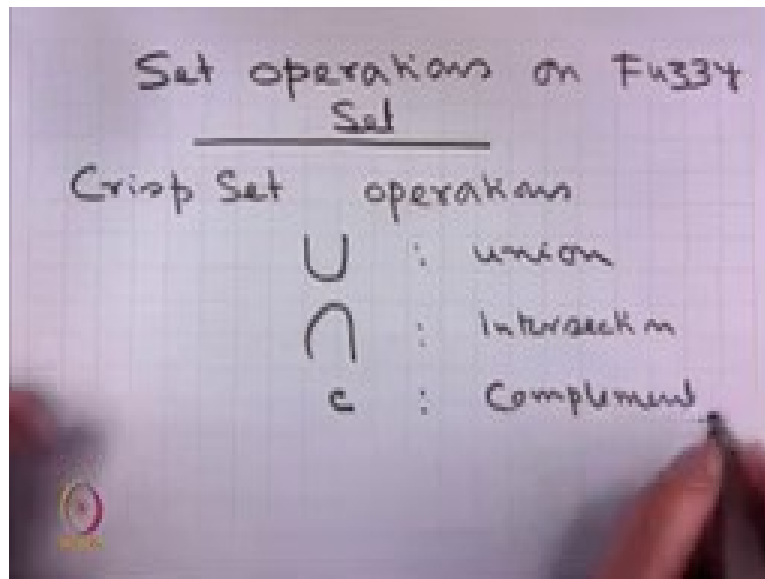 Set operations on Fuzzy
Set
Crisp Set operations
∪ : union
∩ : Intersection
c : Complement